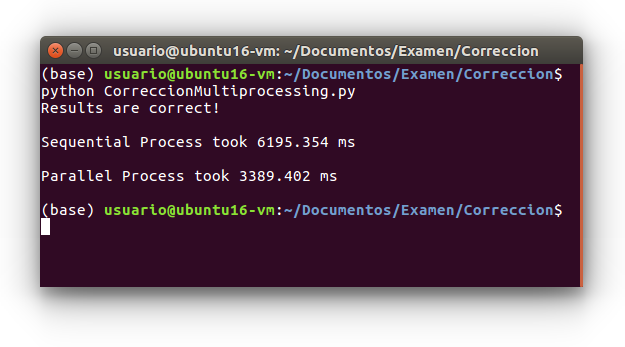 usuario@ubuntu16-vm: ~/Documentos/Examen/Correccion
(base) usuario@ubuntu16-vm:~/Documentos/Examen/Correccion$
python CorreccionMultiprocessing.py
Results are correct!
Sequential Process took 6195.354 ms
Parallel Process took 3389.402 ms
(base) usuario@ubuntu16-vm:~/Documentos/Examen/Correccion$